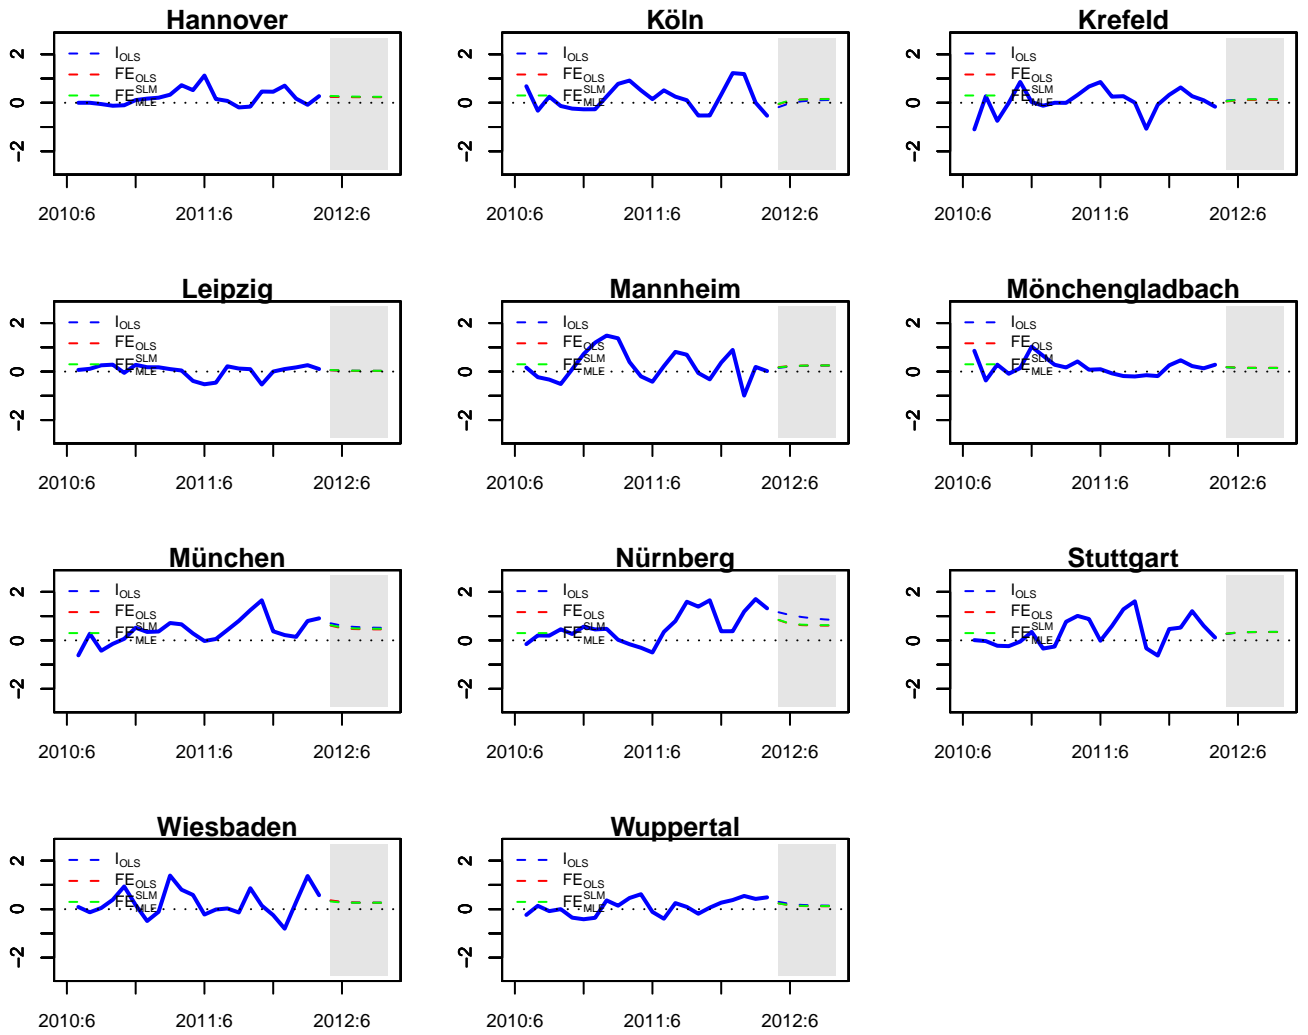 Hannover
2
0
−2
I_OLS
FE_OLS
FE^SLM_MLE
2010:6 2011:6 2012:6
Köln
2
0
−2
I_OLS
FE_OLS
FE^SLM_MLE
2010:6 2011:6 2012:6
Krefeld
2
0
−2
I_OLS
FE_OLS
FE^SLM_MLE
2010:6 2011:6 2012:6
Leipzig
2
0
−2
I_OLS
FE_OLS
FE^SLM_MLE
2010:6 2011:6 2012:6
Mannheim
2
0
−2
I_OLS
FE_OLS
FE^SLM_MLE
2010:6 2011:6 2012:6
Mönchengladbach
2
0
−2
I_OLS
FE_OLS
FE^SLM_MLE
2010:6 2011:6 2012:6
München
2
0
−2
I_OLS
FE_OLS
FE^SLM_MLE
2010:6 2011:6 2012:6
Nürnberg
2
0
−2
I_OLS
FE_OLS
FE^SLM_MLE
2010:6 2011:6 2012:6
Stuttgart
2
0
−2
I_OLS
FE_OLS
FE^SLM_MLE
2010:6 2011:6 2012:6
Wiesbaden
2
0
−2
I_OLS
FE_OLS
FE^SLM_MLE
2010:6 2011:6 2012:6
Wuppertal
2
0
−2
I_OLS
FE_OLS
FE^SLM_MLE
2010:6 2011:6 2012:6